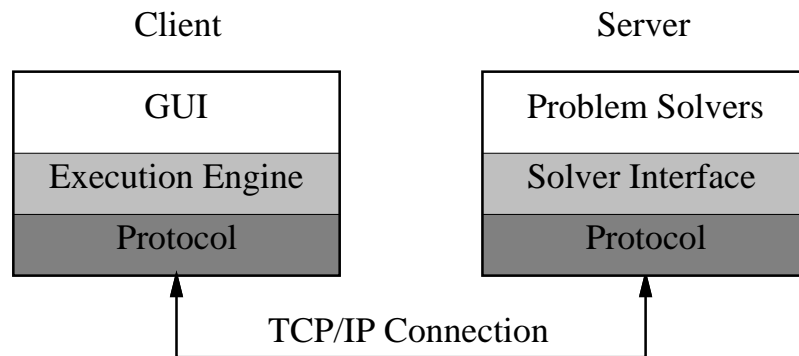 Client
Server
GUI
Problem Solvers
Execution Engine
Solver Interface
Protocol
Protocol
TCP/IP Connection